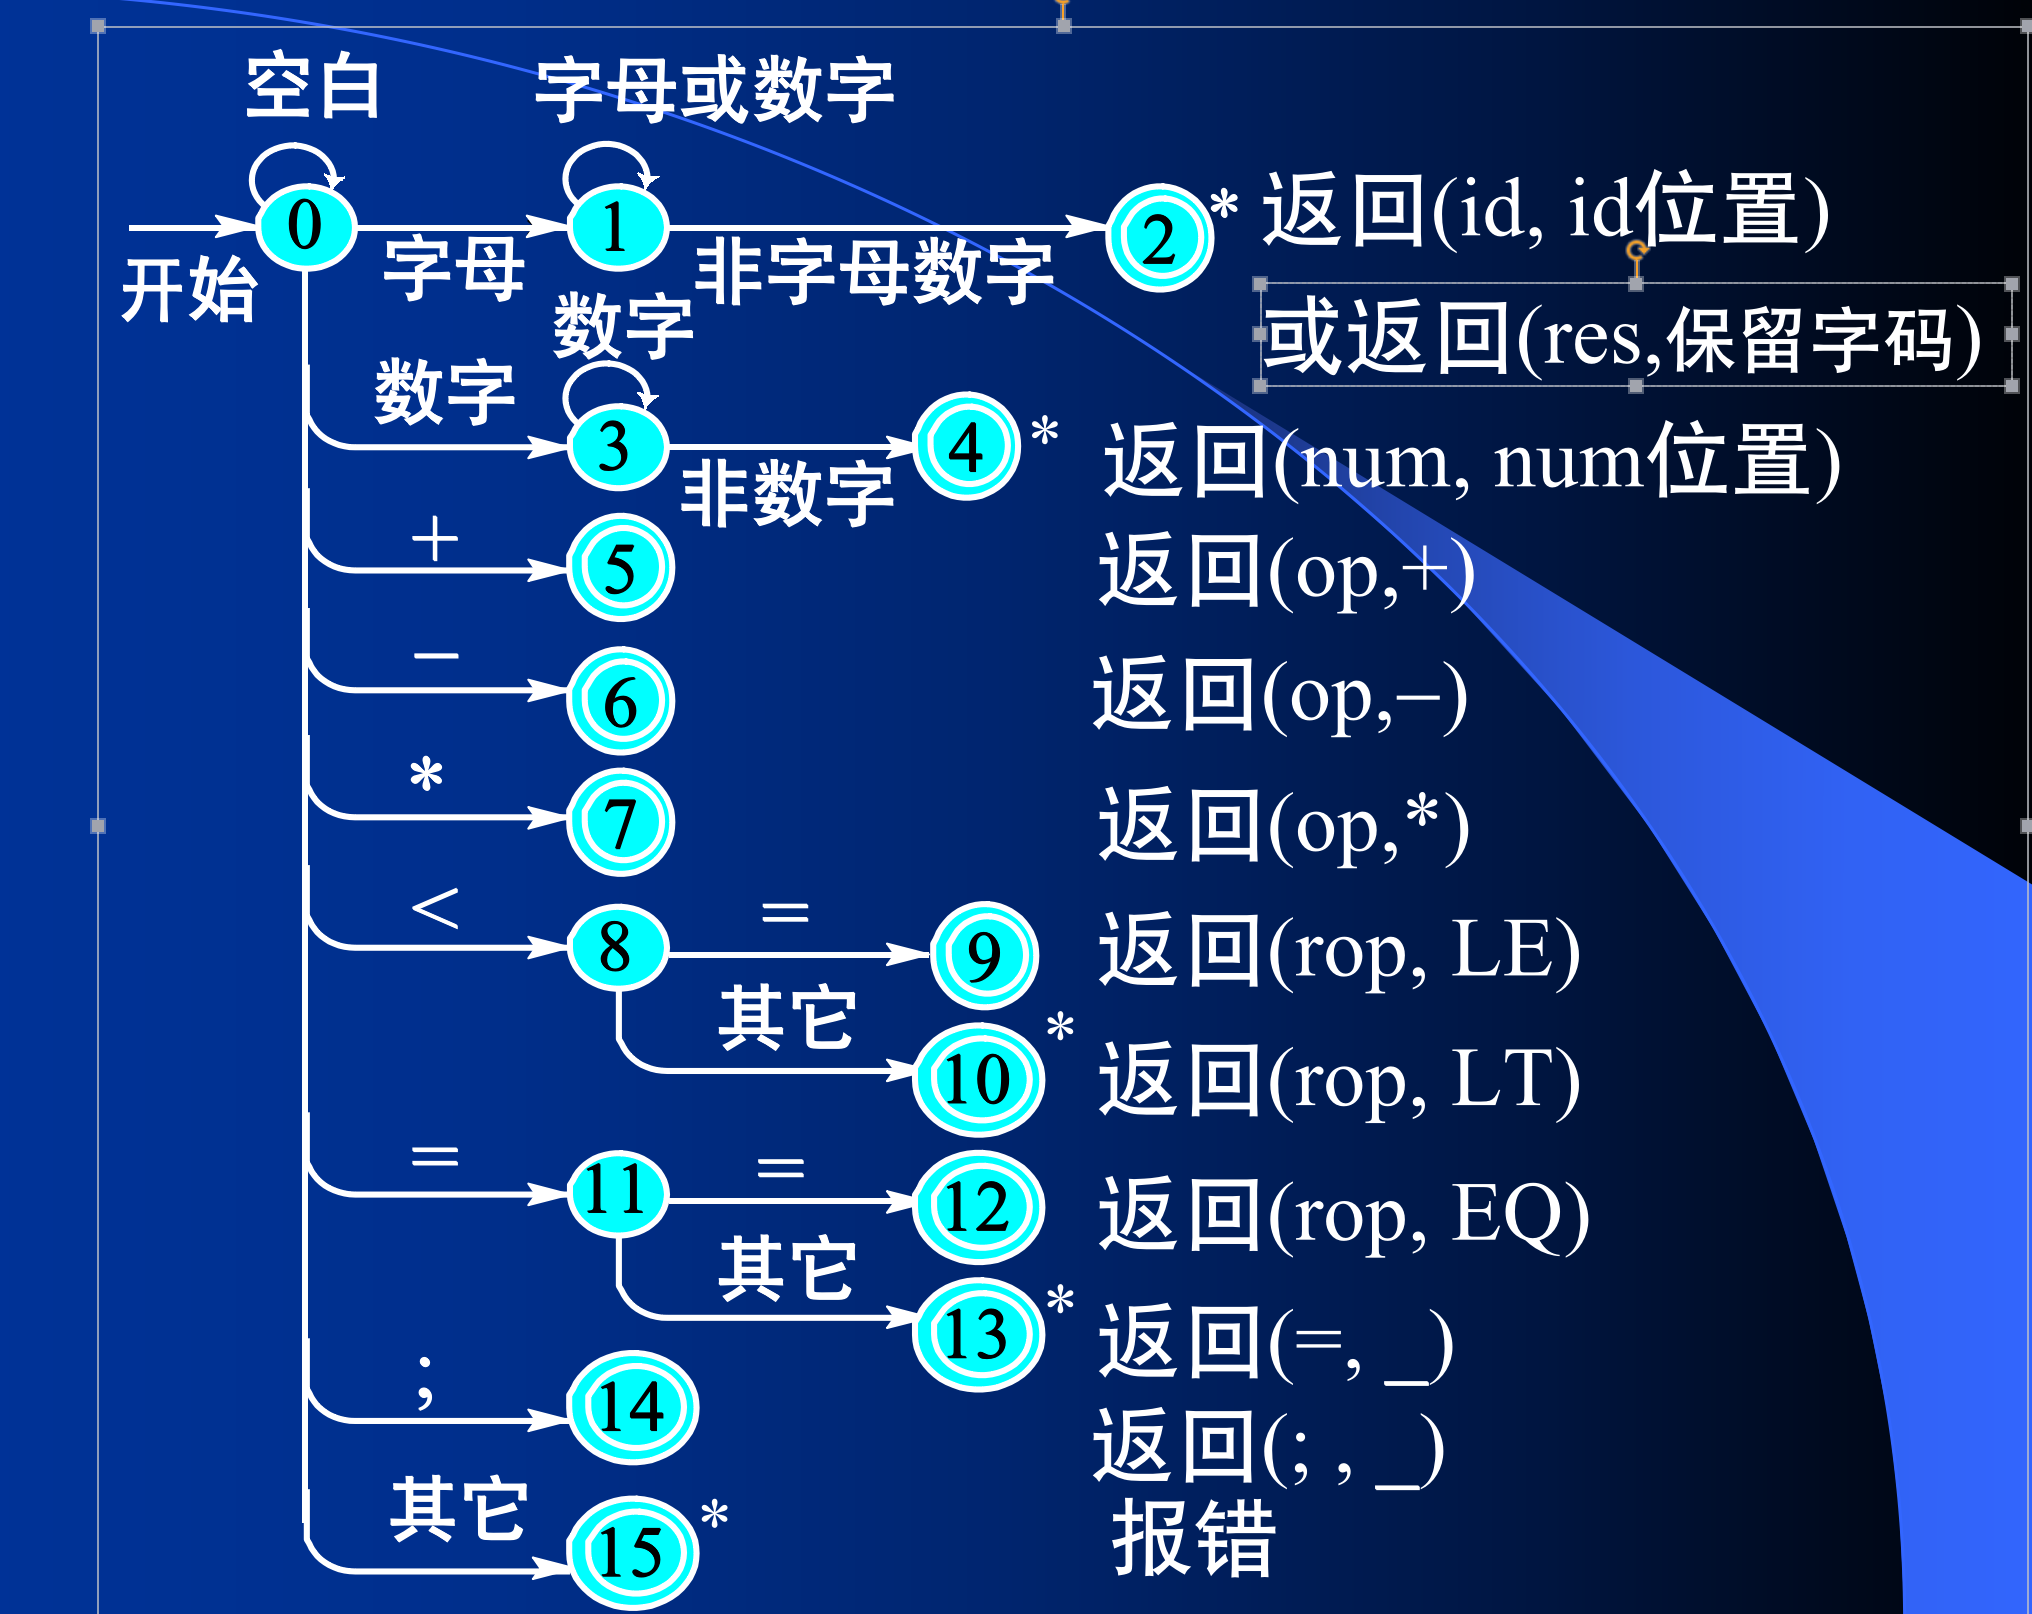 空白
字母或数字
开始
0
字母
1
非字母数字
2
*
返回(id, id位置)
或返回(res,保留字码)
数字
数字
3
非数字
4
*
返回(num, num位置)
+
5
返回(op,+)
−
6
返回(op,−)
*
7
返回(op,*)
<
8
=
9
返回(rop, LE)
其它
10
*
返回(rop, LT)
=
11
=
12
返回(rop, EQ)
其它
13
*
返回(=, _)
;
14
返回(; , _)
其它
15
*
报错